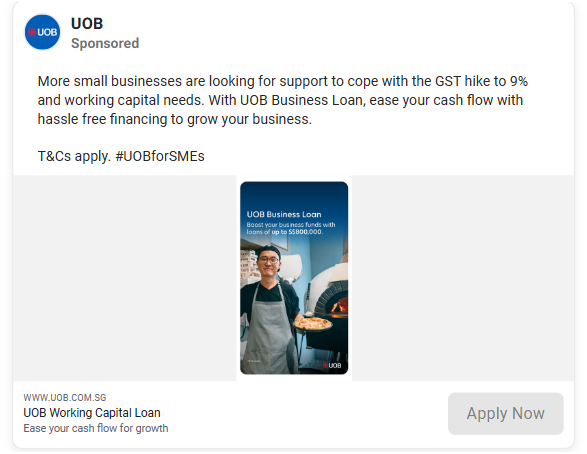 UOB
UOB
Sponsored
More small businesses are looking for support to cope with the GST hike to 9%
and working capital needs. With UOB Business Loan, ease your cash flow with
hassle free financing to grow your business.
T&Cs apply. #UOBforSMEs
UOB Business Loan
Boost your business funds with
loans of up to S$800,000.
UOB
WWW.UOB.COM.SG
UOB Working Capital Loan
Ease your cash flow for growth
Apply Now